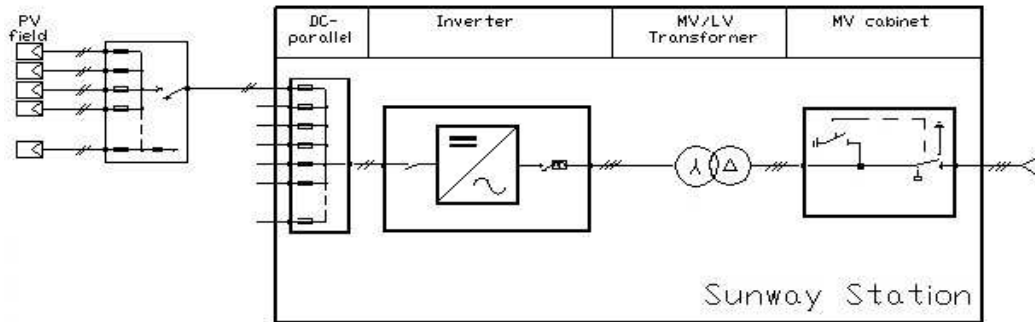 PV
field
DC-
parallel
Inverter
MV/LV
Transformer
MV cabinet
Sunway Station